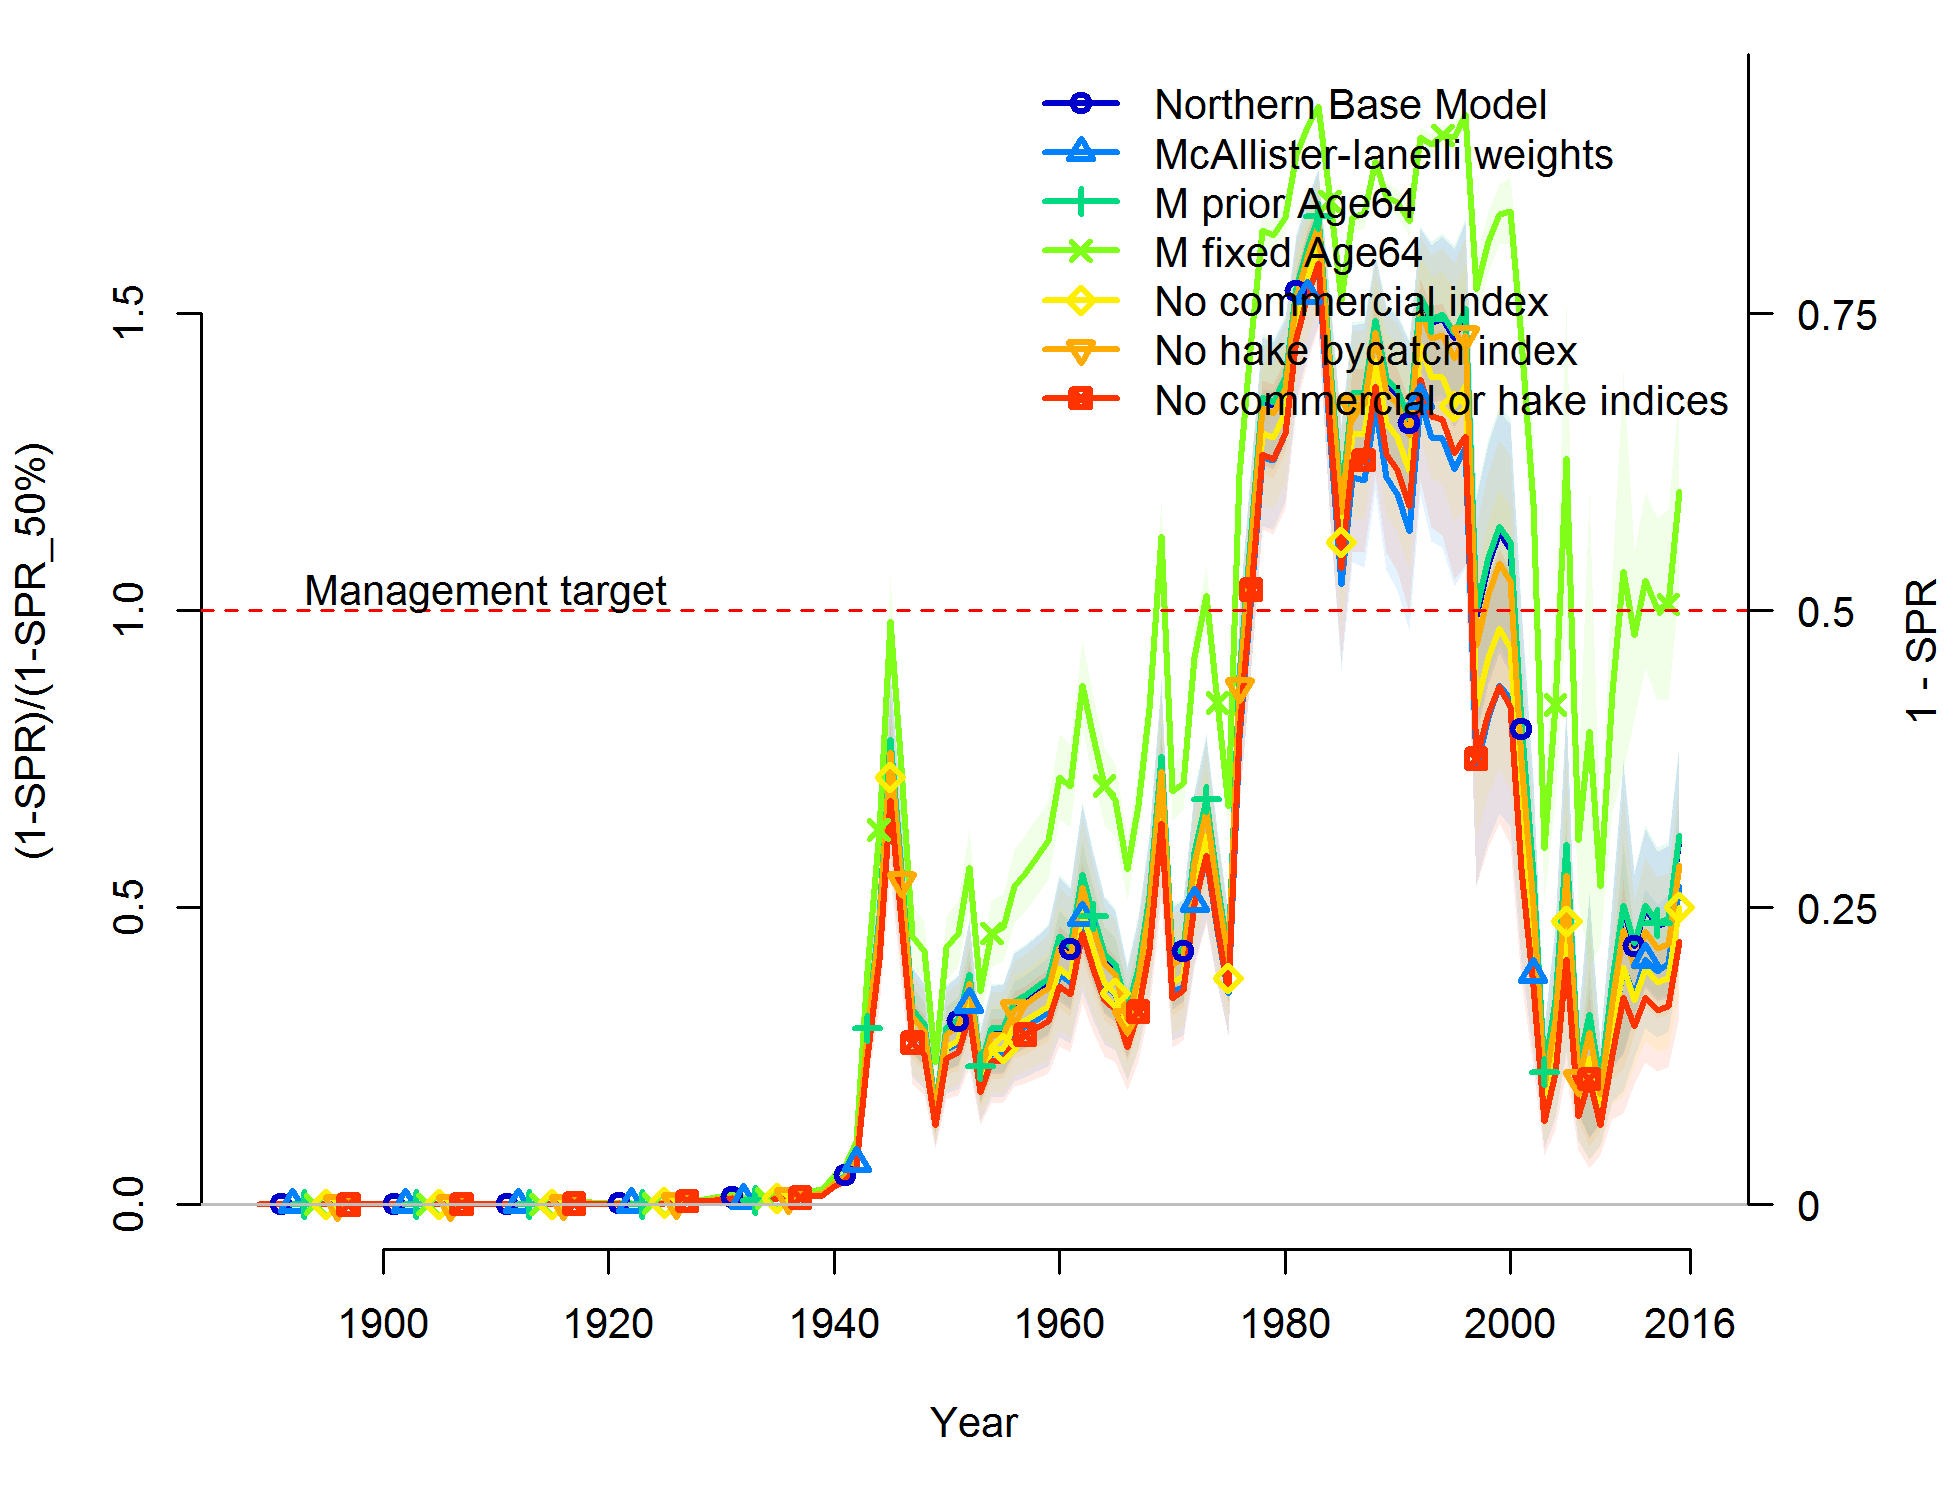 Northern Base Model
McAllister-Ianelli weights
M prior Age64
M fixed Age64
No commercial index
No hake bycatch index
No commercial or hake indices
Management target
(1-SPR)/(1-SPR_50%)
0.0
0.5
1.0
1.5
1 - SPR
0.75
0.5
0.25
0
1900
1920
1940
1960
1980
2000
2016
Year